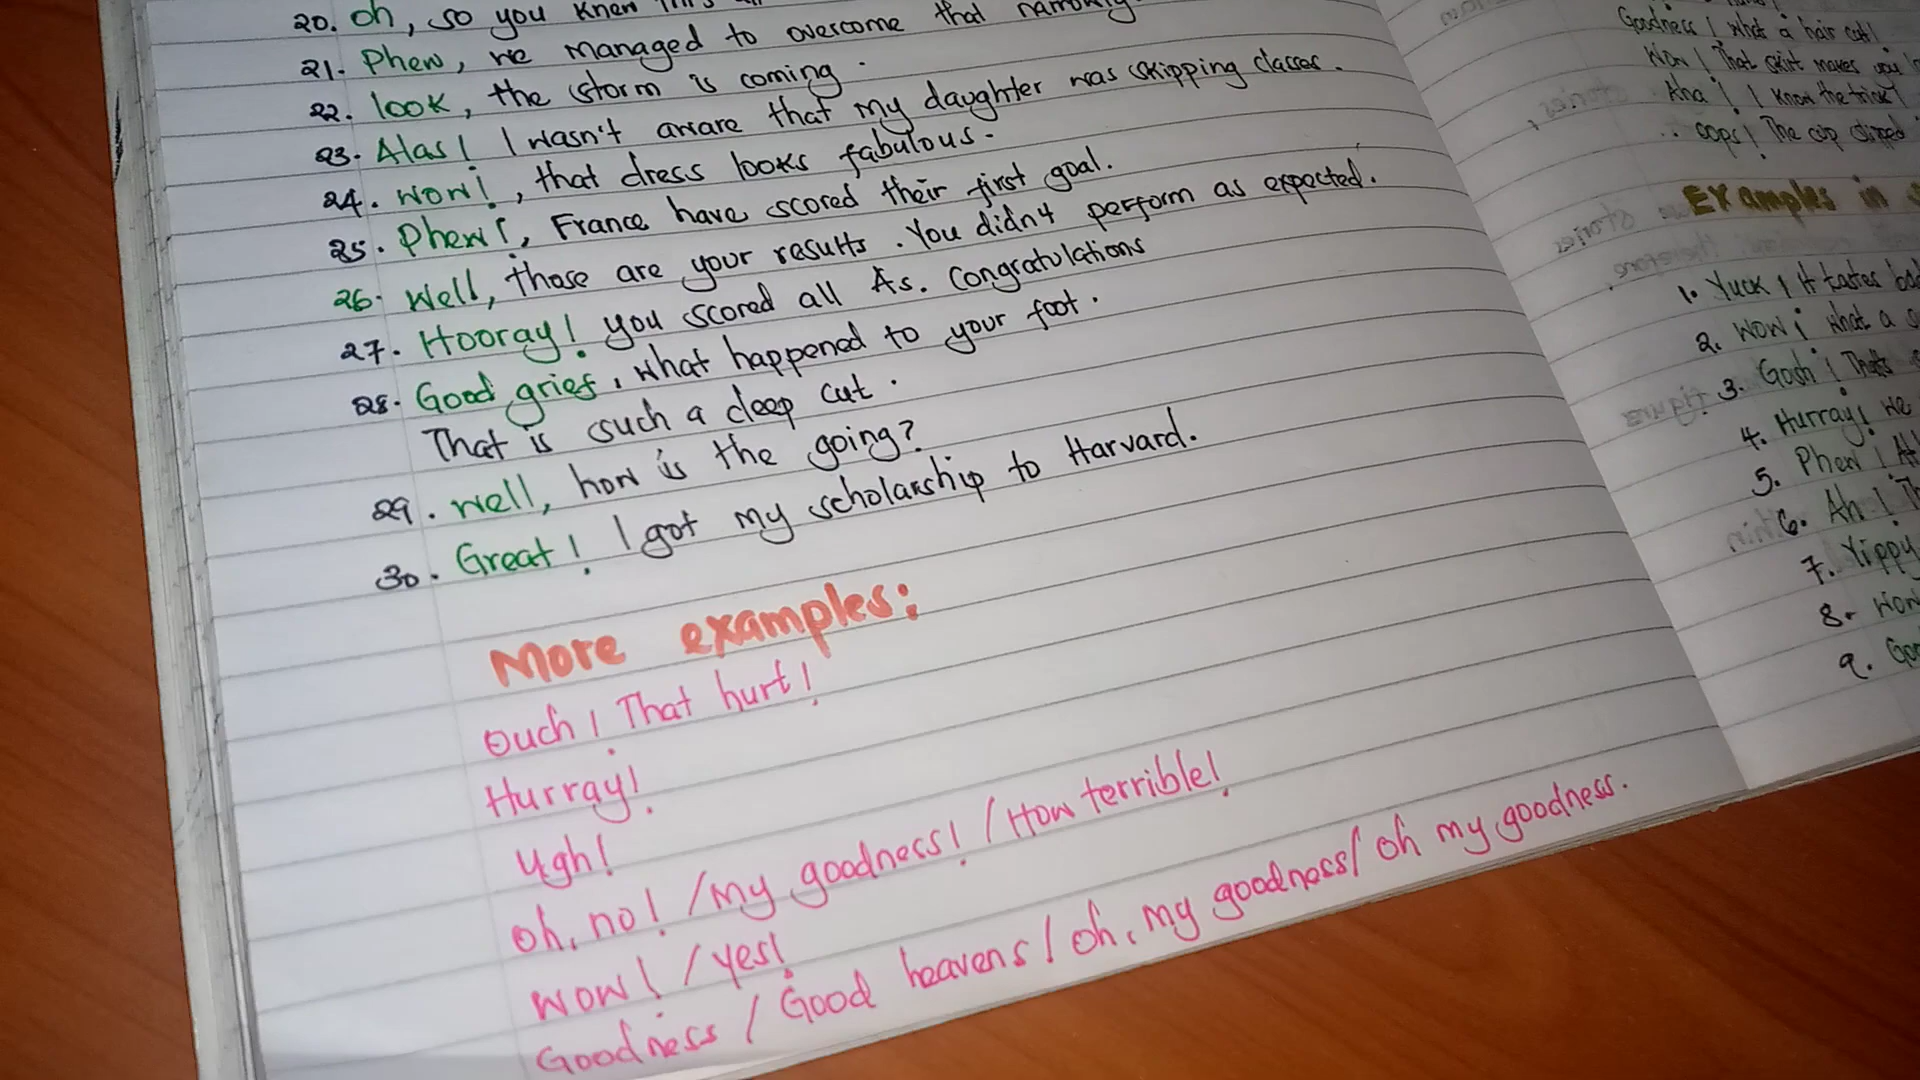 20. Oh, so you knew this
21. Phew, we managed to overcome that narrowly
22. look, the storm is coming.
23. Alas! I wasn't aware that my daughter was skipping classes.
24. Wow!, that dress looks fabulous.
25. Phew!, France have scored their first goal.
26. Well, those are your results. You didn't perform as expected.
27. Hooray! you scored all As. Congratulations
28. Good grief, what happened to your foot.
That is such a deep cut.
29. well, how is the going?
30. Great! I got my scholarship to Harvard.
More examples:
Ouch! That hurt!
Hurray!
Ugh!
Oh, no! /My goodness! /How terrible!
Wow! /Yes!
Goodness / Good heavens/ Oh, my goodness/ Oh my goodness.
Goodness! What a hair cut!
Wow! That skirt makes you
Aha! I know the trick!
oops! The cup slipped
Examples in
1. Yuck! It tastes bad
2. Wow! What a
3. Gosh! That's
4. Hurray! We
5. Phew!
6. Ah!
7. Yippy
8. Wow
9.